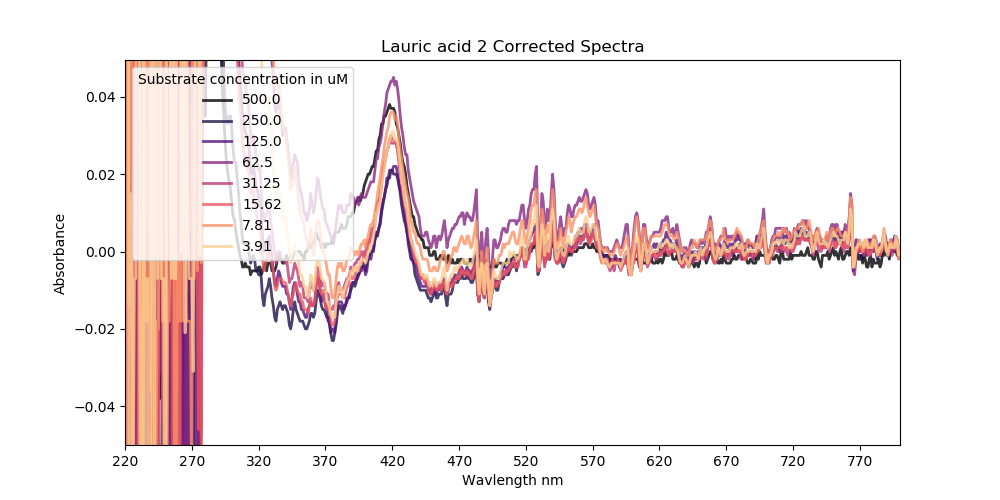 Lauric acid 2 Corrected Spectra
Substrate concentration in uM
500.0
250.0
125.0
62.5
31.25
15.62
7.81
3.91
Absorbance
0.04
0.02
0.00
−0.02
−0.04
220 270 320 370 420 470 520 570 620 670 720 770
Wavlength nm